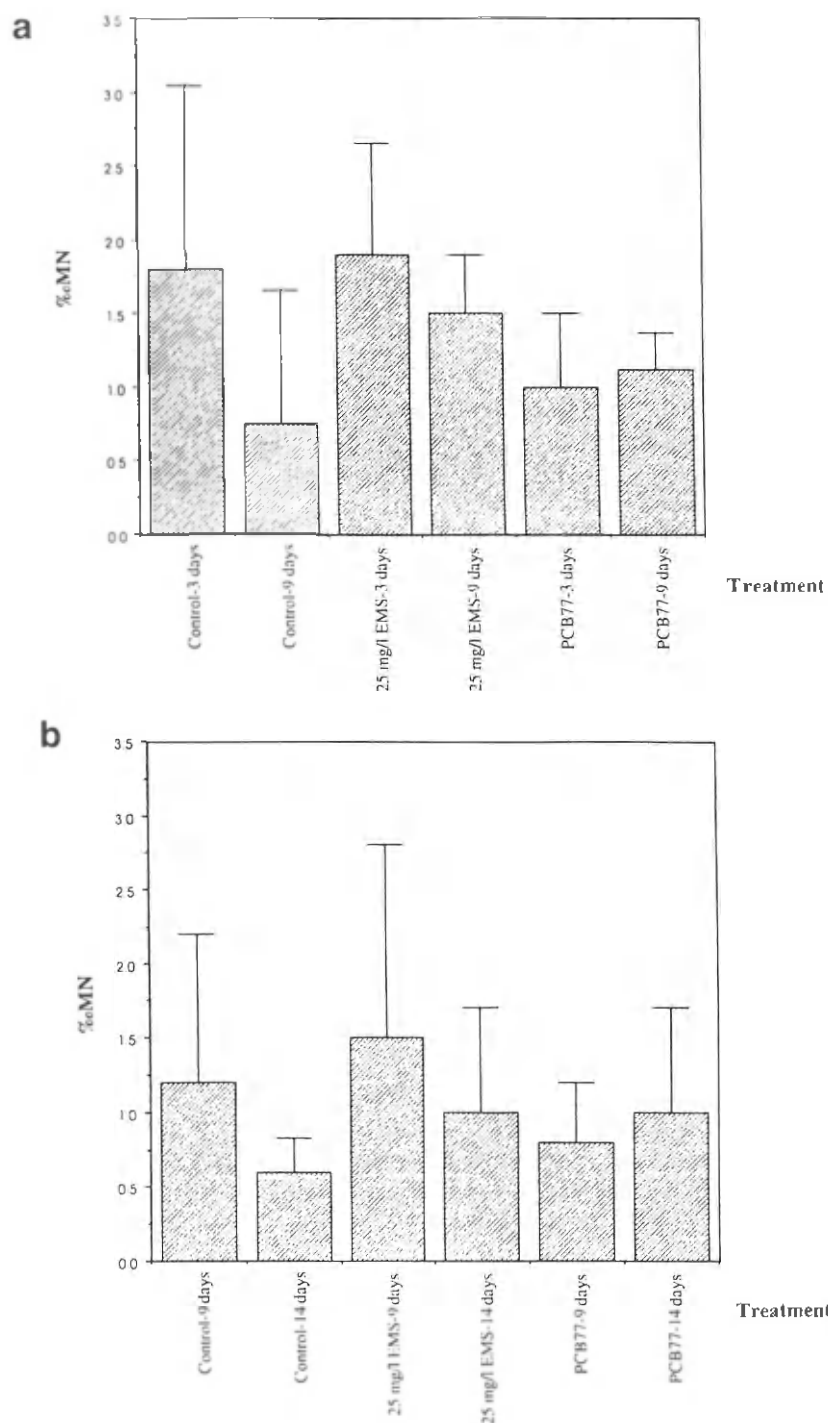 a
3.5
3.0
2.5
2.0
1.5
1.0
0.5
0.0
‰MN
Control-3 days
Control-9 days
25 mg/l EMS-3 days
25 mg/l EMS-9 days
PCB77-3 days
PCB77-9 days
Treatment
b
3.5
3.0
2.5
2.0
1.5
1.0
0.5
0.0
‰MN
Control-9 days
Control-14 days
25 mg/l EMS-9 days
25 mg/l EMS-14 days
PCB77-9 days
PCB77-14 days
Treatment